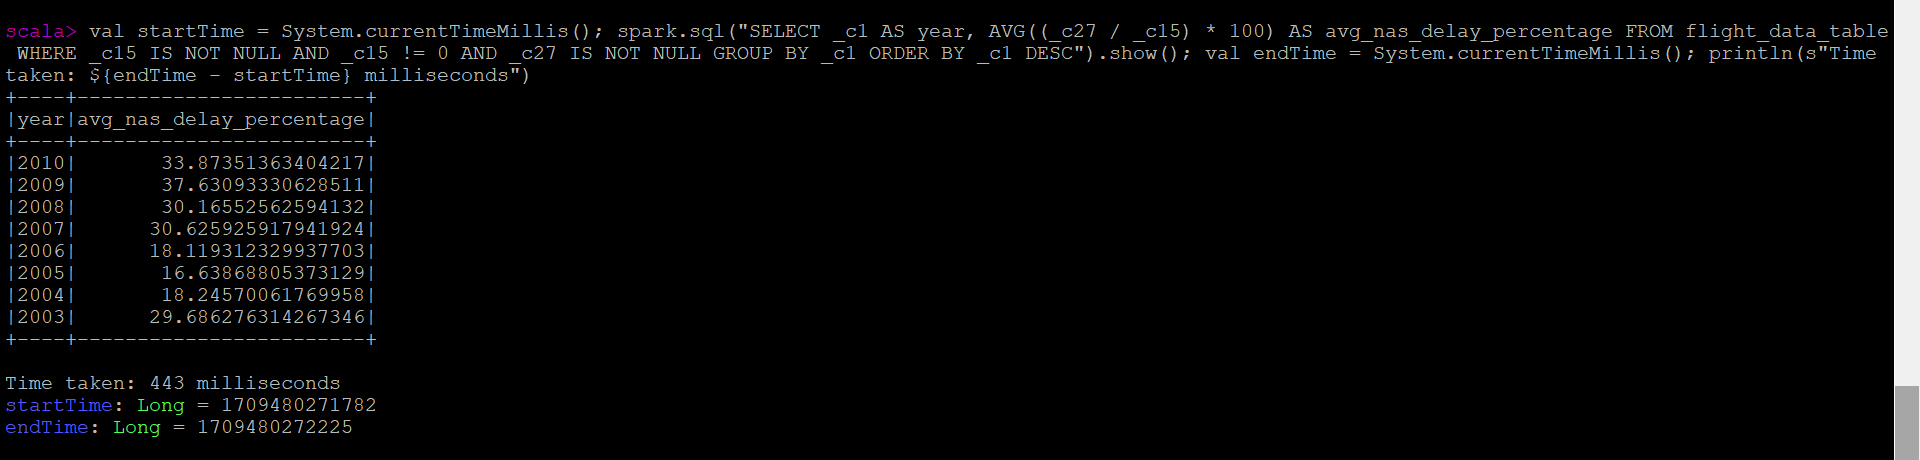 scala> val startTime = System.currentTimeMillis(); spark.sql("SELECT _c1 AS year, AVG((_c27 / _c15) * 100) AS avg_nas_delay_percentage FROM flight_data_table
 WHERE _c15 IS NOT NULL AND _c15 != 0 AND _c27 IS NOT NULL GROUP BY _c1 ORDER BY _c1 DESC").show(); val endTime = System.currentTimeMillis(); println(s"Time
taken: ${endTime - startTime} milliseconds")
+----+------------------------+
|year|avg_nas_delay_percentage|
+----+------------------------+
|2010|       33.87351363404217|
|2009|       37.63093330628511|
|2008|       30.16552562594132|
|2007|      30.625925917941924|
|2006|      18.119312329937703|
|2005|       16.63868805373129|
|2004|       18.24570061769958|
|2003|      29.686276314267346|
+----+------------------------+
Time taken: 443 milliseconds
startTime: Long = 1709480271782
endTime: Long = 1709480272225